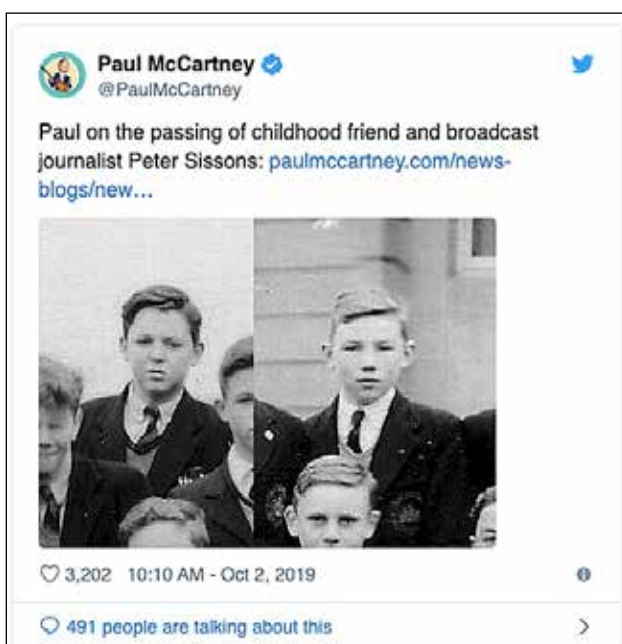 Paul McCartney
@PaulMcCartney
Paul on the passing of childhood friend and broadcast
journalist Peter Sissons: paulmccartney.com/news-
blogs/new…
3,202 10:10 AM - Oct 2, 2019
491 people are talking about this